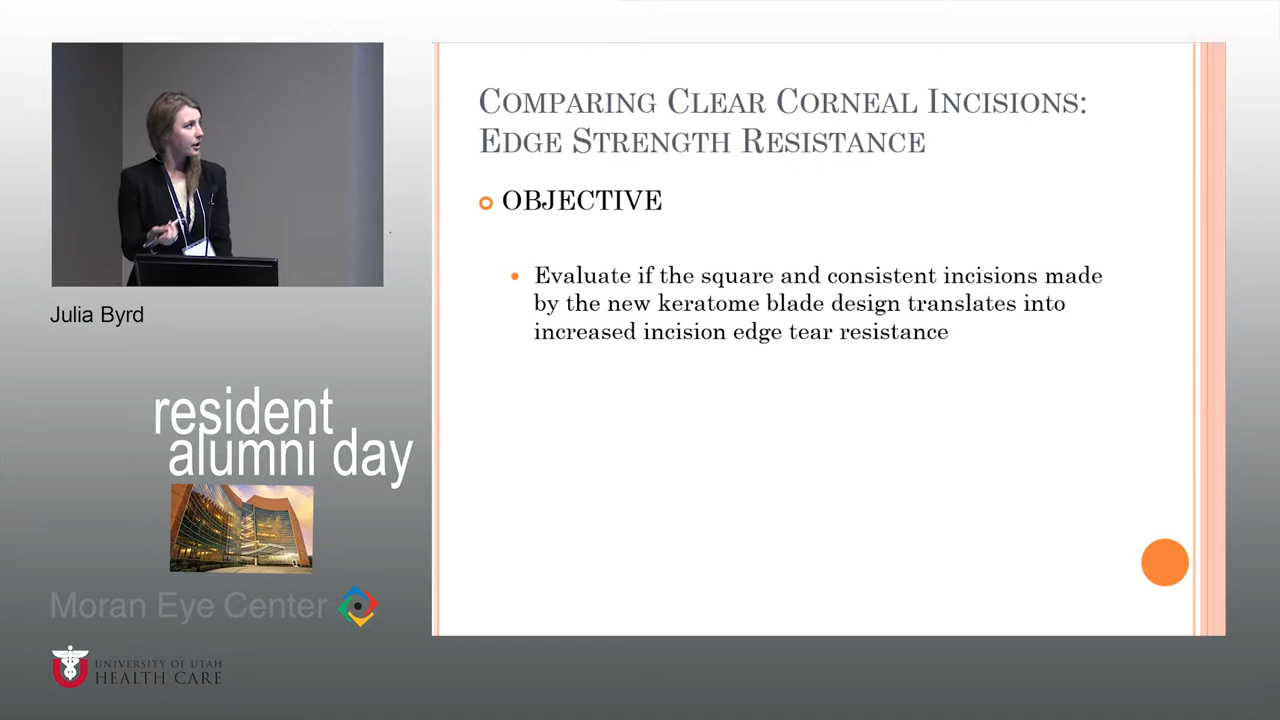 COMPARING CLEAR CORNEAL INCISIONS:
EDGE STRENGTH RESISTANCE
OBJECTIVE
Evaluate if the square and consistent incisions made
by the new keratome blade design translates into
increased incision edge tear resistance
Julia Byrd
resident
alumni day
Moran Eye Center
UNIVERSITY OF UTAH
HEALTH CARE